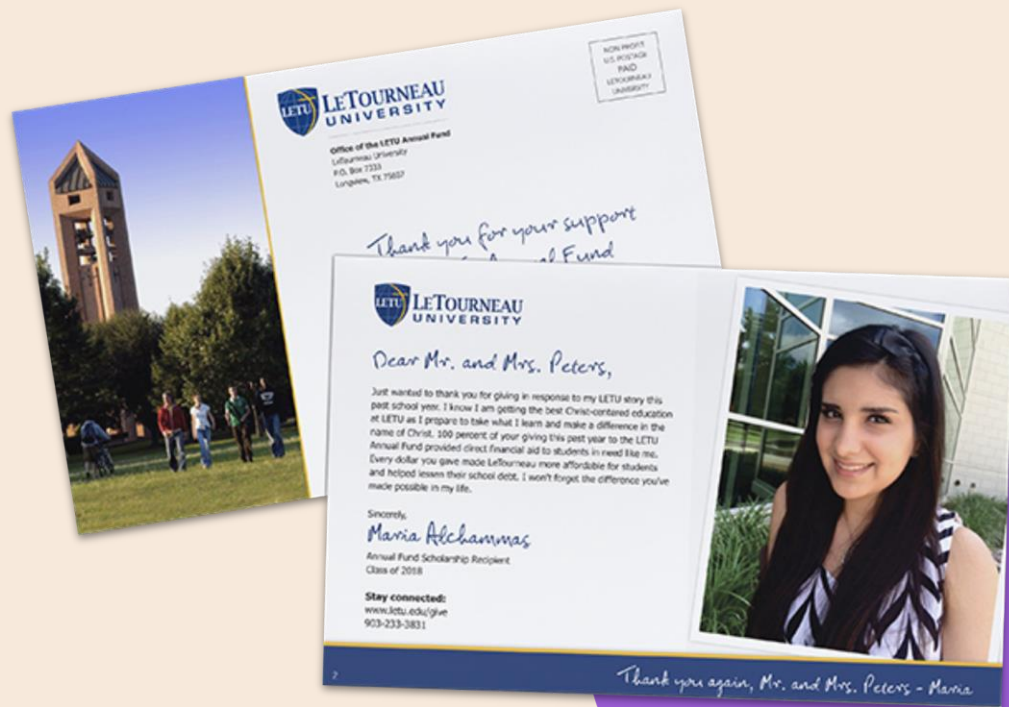 LETU
LETOURNEAU
UNIVERSITY
NON PROFIT
U.S. POSTAGE
PAID
LETOURNEAU
UNIVERSITY
Office of the LETU Annual Fund
LeTourneau University
P.O. Box 7333
Longview, TX 75607
Thank you for your support
Annual Fund
LETU
LETOURNEAU
UNIVERSITY
Dear Mr. and Mrs. Peters,
Just wanted to thank you for giving in response to my LETU story this
past school year. I know I am getting the best Christ-centered education
at LETU as I prepare to take what I learn and make a difference in the
name of Christ. 100 percent of your giving this past year to the LETU
Annual Fund provided direct financial aid to students in need like me.
Every dollar you gave made LeTourneau more affordable for students
and helped lessen their school debt. I won't forget the difference you've
made possible in my life.
Sincerely,
Maria Alchammas
Annual Fund Scholarship Recipient
Class of 2018
Stay connected:
www.letu.edu/give
903-233-3831
2
Thank you again, Mr. and Mrs. Peters - Maria